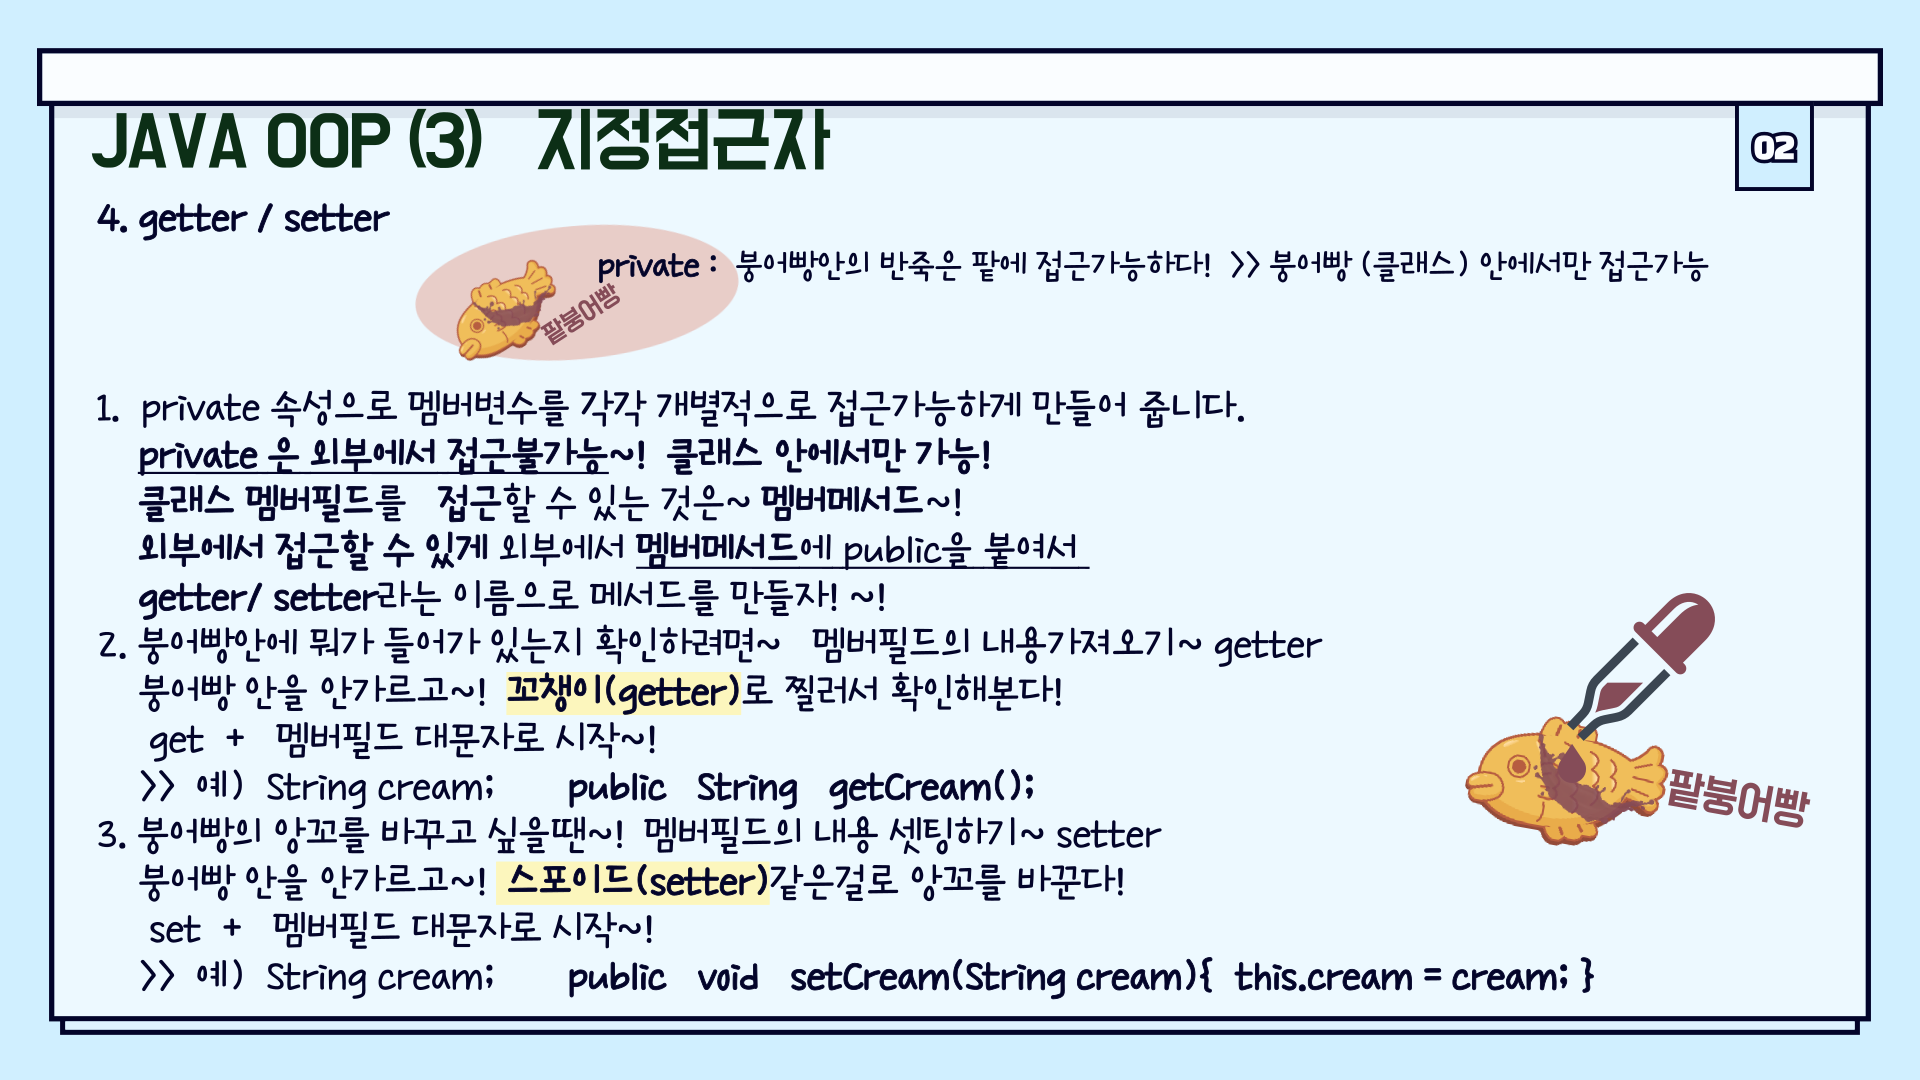 JAVA OOP (3) 지정접근자
02
4. getter / setter
private : 붕어빵안의 반죽은 팥에 접근가능하다! >> 붕어빵 (클래스) 안에서만 접근가능
팥붕어빵
1. private 속성으로 멤버변수를 각각 개별적으로 접근가능하게 만들어 줍니다.
private 은 외부에서 접근불가능~! 클래스 안에서만 가능!
클래스 멤버필드를 접근할 수 있는 것은~ 멤버메서드~!
외부에서 접근할 수 있게 외부에서 멤버메서드에 public을 붙여서
getter/ setter라는 이름으로 메서드를 만들자! ~!
2. 붕어빵안에 뭐가 들어가 있는지 확인하려면~ 멤버필드의 내용가져오기~ getter
붕어빵 안을 안가르고~! 꼬챙이(getter)로 찔러서 확인해본다!
get + 멤버필드 대문자로 시작~!
>> 예) String cream; public String getCream();
3. 붕어빵의 앙꼬를 바꾸고 싶을땐~! 멤버필드의 내용 셋팅하기~ setter
붕어빵 안을 안가르고~! 스포이드(setter)같은걸로 앙꼬를 바꾼다!
set + 멤버필드 대문자로 시작~!
>> 예) String cream; public void setCream(String cream){ this.cream = cream; }
팥붕어빵